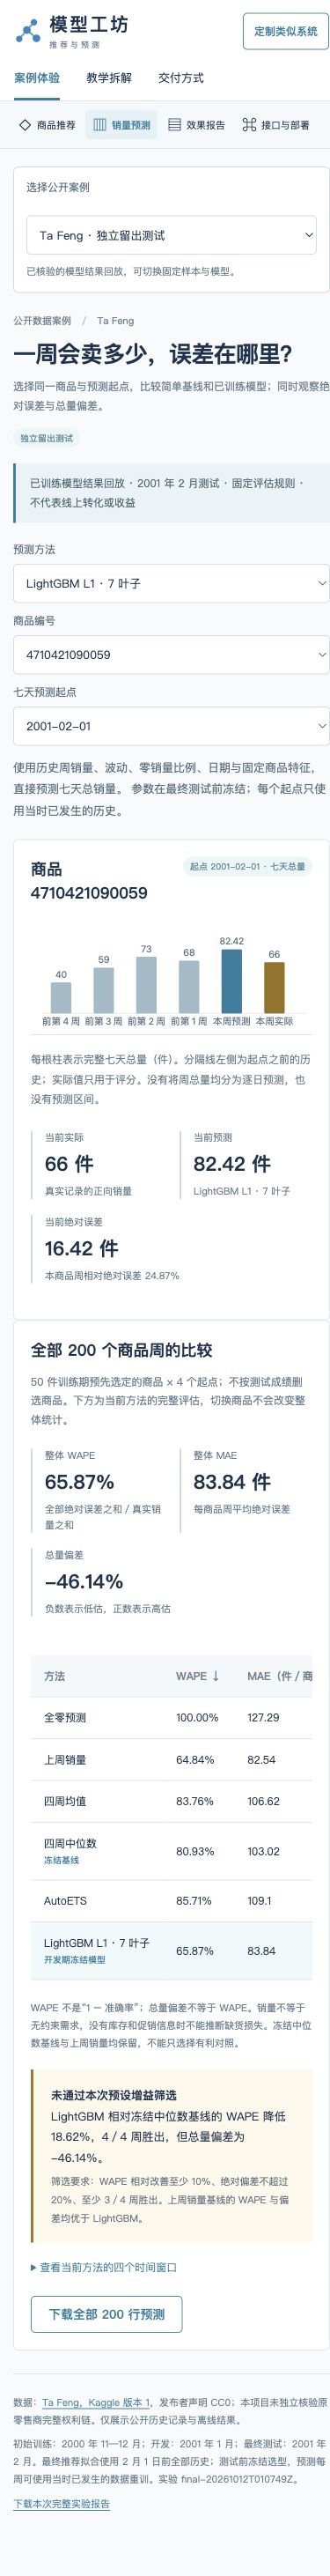 模型工坊
推荐与预测
定制类似系统
案例体验 教学拆解 交付方式
商品推荐 销量预测 效果报告 接口与部署
选择公开案例
Ta Feng · 独立留出测试
已核验的模型结果回放，可切换固定样本与模型。
公开数据案例 / Ta Feng
一周会卖多少，误差在哪里？
选择同一商品与预测起点，比较简单基线和已训练模型；同时观察绝
对误差与总量偏差。
独立留出测试
已训练模型结果回放 · 2001 年 2 月测试 · 固定评估规则 ·
不代表线上转化或收益
预测方法
LightGBM L1 · 7 叶子
商品编号
4710421090059
七天预测起点
2001-02-01
使用历史周销量、波动、零销量比例、日期与固定商品特征，
直接预测七天总销量。 参数在最终测试前冻结；每个起点只使
用当时已发生的历史。
商品
4710421090059
起点 2001-02-01 · 七天总量
40 59 73 68 82.42 66
前第 4 周 前第 3 周 前第 2 周 前第 1 周 本周预测 本周实际
每根柱表示完整七天总量（件）。分隔线左侧为起点之前的历
史；实际值只用于评分。没有将周总量均分为逐日预测，也
没有预测区间。
当前实际
66 件
真实记录的正向销量
当前预测
82.42 件
LightGBM L1 · 7 叶子
当前绝对误差
16.42 件
本商品周相对绝对误差 24.87%
全部 200 个商品周的比较
50 件训练期预先选定的商品 × 4 个起点；不按测试成绩删
选商品。下方为当前方法的完整评估，切换商品不会改变整
体统计。
整体 WAPE
65.87%
全部绝对误差之和 / 真实销
量之和
整体 MAE
83.84 件
每商品周平均绝对误差
总量偏差
−46.14%
负数表示低估，正数表示高估
方法 WAPE ↓ MAE（件 / 商
全零预测 100.00% 127.29
上周销量 64.84% 82.54
四周均值 83.76% 106.62
四周中位数 80.93% 103.02
冻结基线
AutoETS 85.71% 109.1
LightGBM L1 · 7 叶子 65.87% 83.84
开发期冻结模型
WAPE 不是“1 − 准确率”；总量偏差不等于 WAPE。销量不等于
无约束需求，没有库存和促销信息时不能推断缺货损失。冻结中位
数基线与上周销量均保留，不能只选择有利对照。
未通过本次预设增益筛选
LightGBM 相对冻结中位数基线的 WAPE 降低
18.62%，4 / 4 周胜出，但总量偏差为
−46.14%。
筛选要求：WAPE 相对改善至少 10%、绝对偏差不超过
20%、至少 3 / 4 周胜出。上周销量基线的 WAPE 与偏
差均优于 LightGBM。
▶ 查看当前方法的四个时间窗口
下载全部 200 行预测
数据：Ta Feng，Kaggle 版本 1，发布者声明 CC0；本项目未独立核验原
零售商完整权利链。仅展示公开历史记录与离线结果。
初始训练：2000 年 11—12 月；开发：2001 年 1 月；最终测试：2001 年
2 月。最终推荐拟合使用 2 月 1 日前全部历史；测试前冻结选型，预测每
周可使用当时已发生的数据重训。实验 final-20261012T010749Z。
下载本次完整实验报告